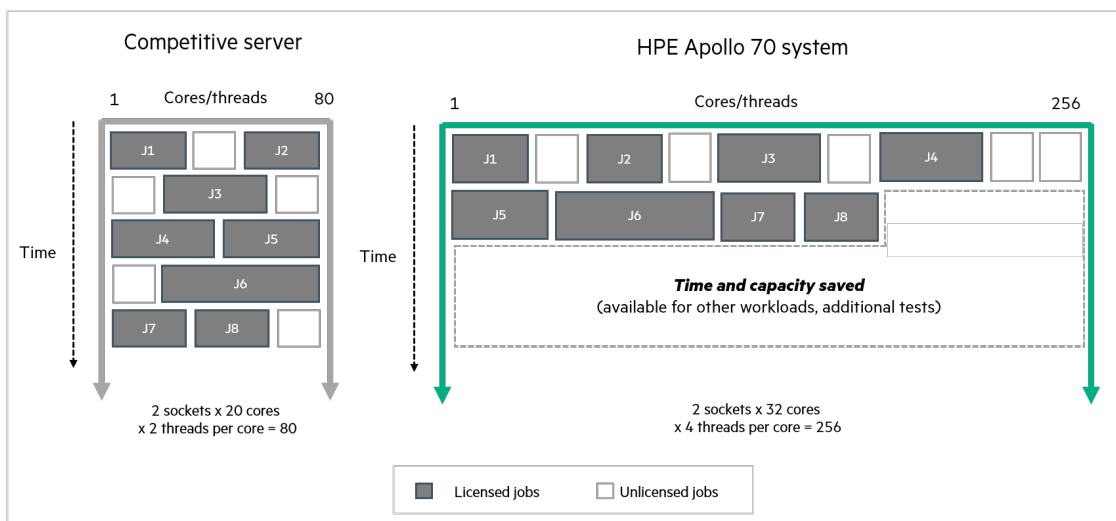 Competitive server
1 Cores/threads 80
Time
J1
J2
J3
J4
J5
J6
J7
J8
2 sockets x 20 cores
x 2 threads per core = 80
HPE Apollo 70 system
1 Cores/threads 256
Time
J1
J2
J3
J4
J5
J6
J7
J8
Time and capacity saved
(available for other workloads, additional tests)
2 sockets x 32 cores
x 4 threads per core = 256
Licensed jobs
Unlicensed jobs